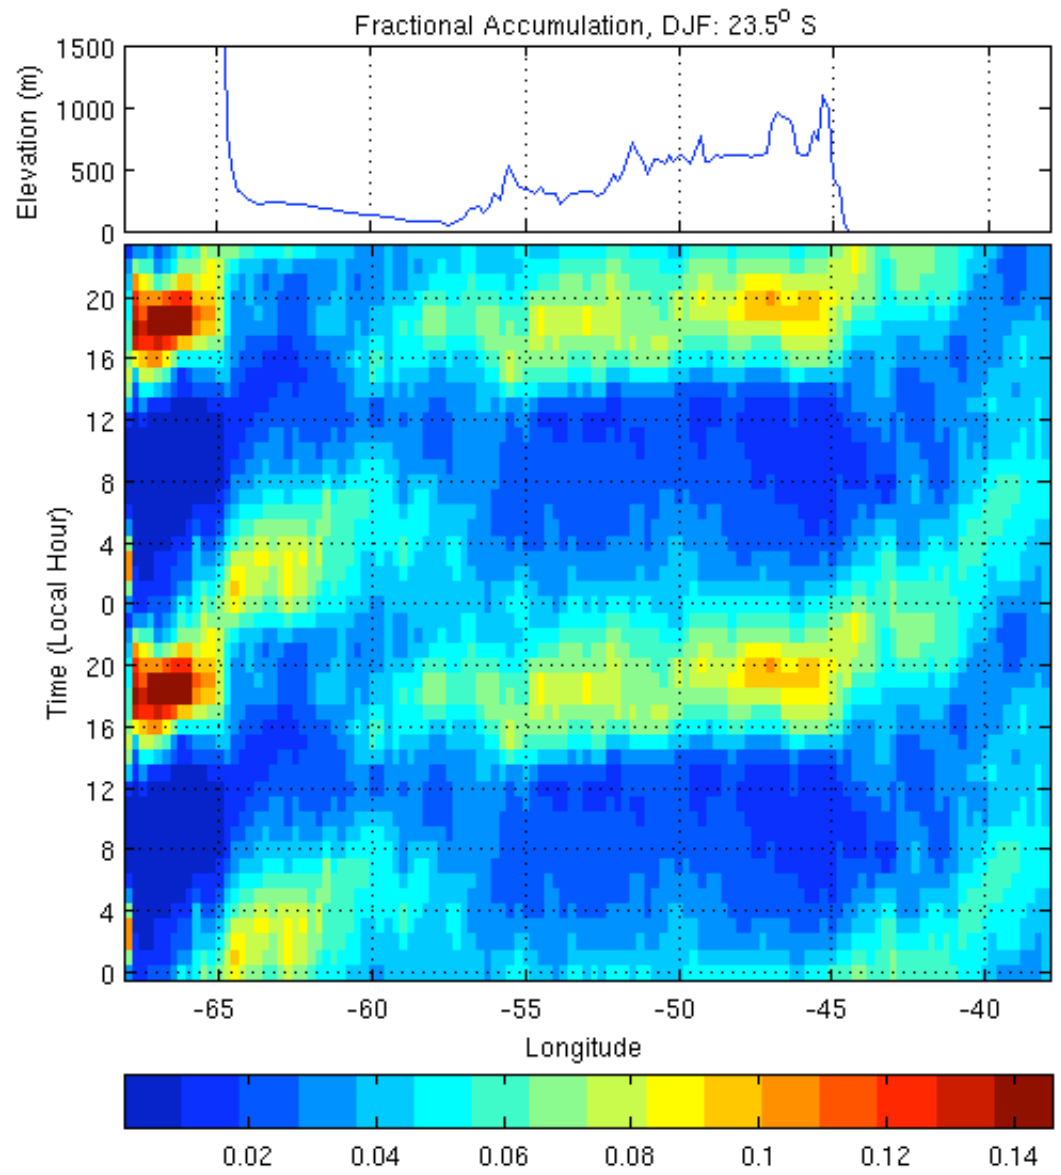 Fractional Accumulation, DJF: 23.5° S
Elevation (m)
1500
1000
500
0
Time (Local Hour)
20
16
12
8
4
0
20
16
12
8
4
0
-65 -60 -55 -50 -45 -40
Longitude
0.02 0.04 0.06 0.08 0.1 0.12 0.14